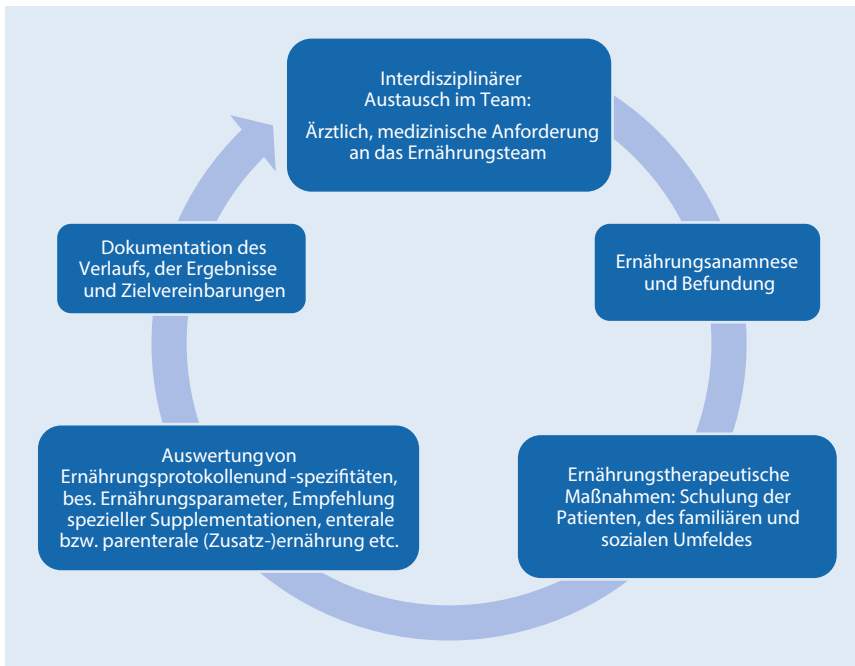 Interdisziplinärer
Austausch im Team:
Ärztlich, medizinische Anforderung
an das Ernährungsteam
Ernährungsanamnese
und Befundung
Ernährungstherapeutische
Maßnahmen: Schulung der
Patienten, des familiären und
sozialen Umfeldes
Auswertungvon
Ernährungsprotokollenund -spezifitäten,
bes. Ernährungsparameter, Empfehlung
spezieller Supplementationen, enterale
bzw. parenterale (Zusatz-)ernährung etc.
Dokumentation des
Verlaufs, der Ergebnisse
und Zielvereinbarungen